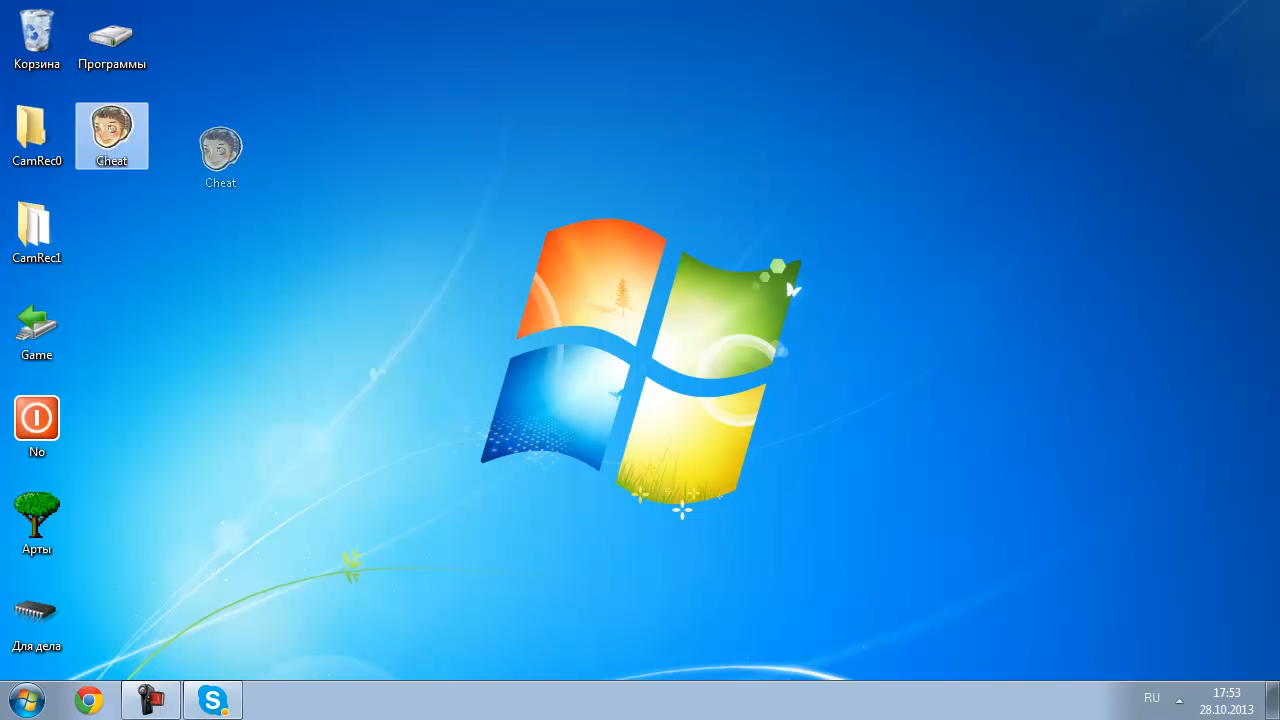 Корзина
Программы
CamRec0
Cheat
Cheat
CamRec1
Game
No
Арты
Для дела
S
RU
17:53
28.10.2013